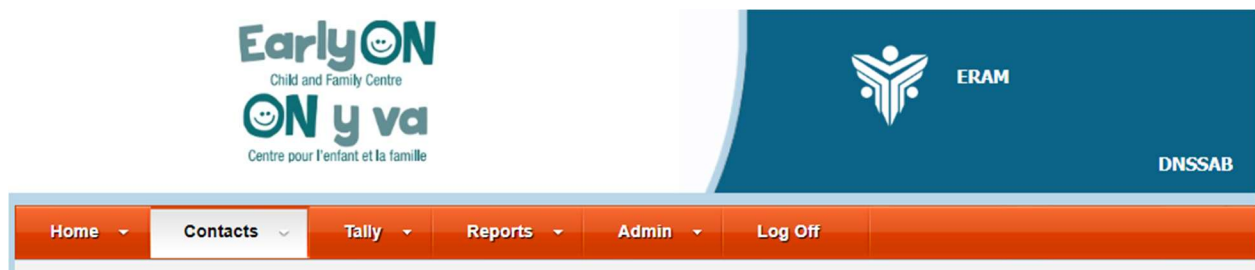 EarlyON
Child and Family Centre
ON y va
Centre pour l'enfant et la famille
ERAM
DNSSAB
Home Contacts Tally Reports Admin Log Off